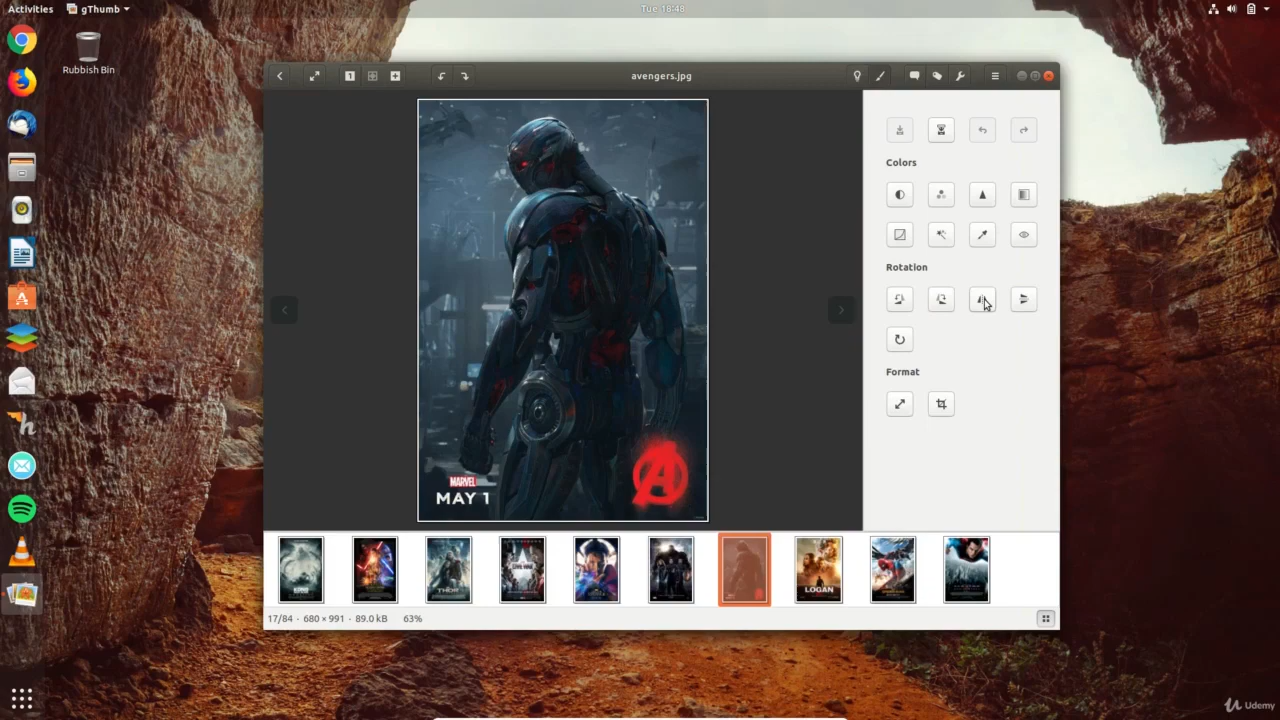 Activities
gThumb
Tue 18:48
Rubbish Bin
avengers.jpg
Colors
Rotation
Format
MARVEL
MAY 1
A
THOR
LOGAN
17/84 · 680 × 991 · 89.0 kB 63%
Udemy